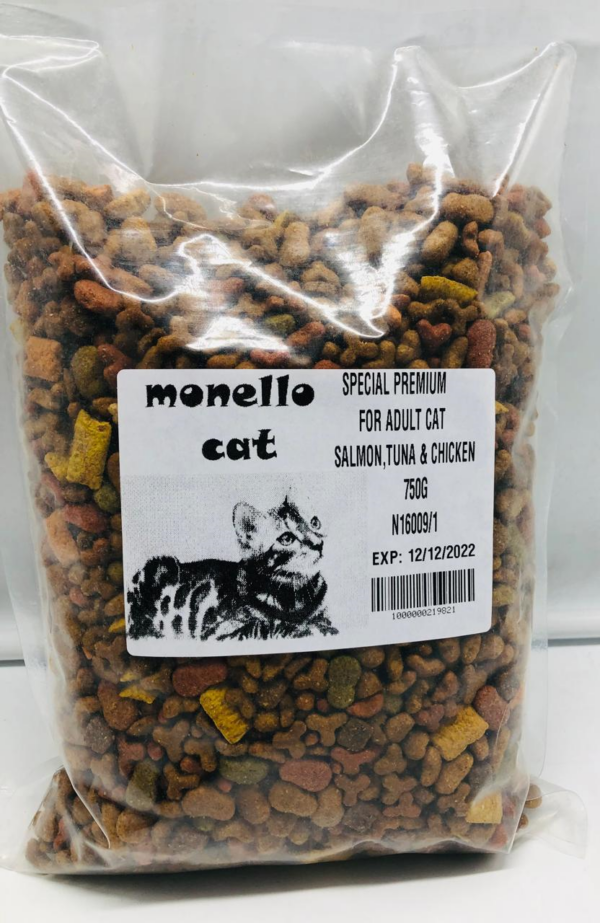 monello
cat
SPECIAL PREMIUM
FOR ADULT CAT
SALMON,TUNA & CHICKEN
750G
N16009/1
EXP: 12/12/2022
1000000219821